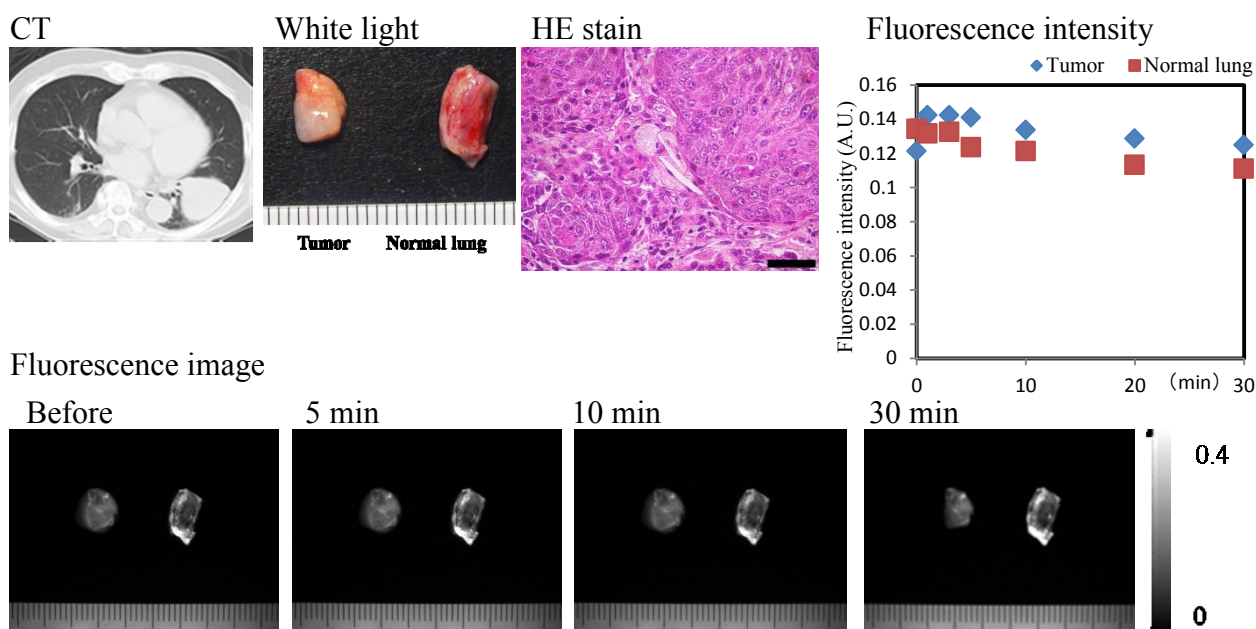 CT
White light
HE stain
Fluorescence intensity
Tumor Normal lung
Tumor Normal lung
Fluorescence intensity (A.U.)
0.16
0.14
0.12
0.1
0.08
0.06
0.04
0.02
0
0 10 20 （min） 30
Fluorescence image
Before
5 min
10 min
30 min
0.4
0